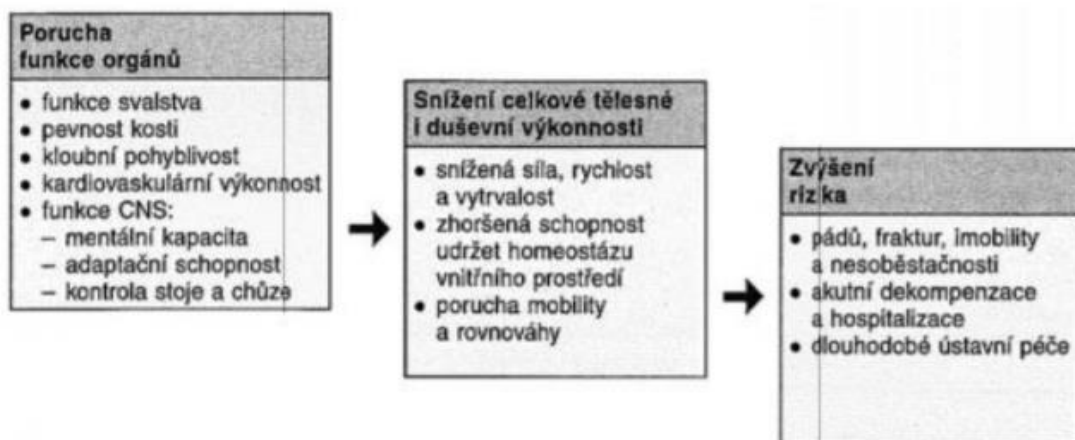 Porucha
funkce orgánů
• funkce svalstva
• pevnost kosti
• kloubní pohyblivost
• kardiovaskulární výkonnost
• funkce CNS:
– mentální kapacita
– adaptační schopnost
– kontrola stoje a chůze
Snížení celkové tělesné
i duševní výkonnosti
• snížená síla, rychlost
a vytrvalost
• zhoršená schopnost
udržet homeostázu
vnitřního prostředí
• porucha mobility
a rovnováhy
Zvýšení
rizika
• pádů, fraktur, imobility
a nesoběstačnosti
• akutní dekompenzace
a hospitalizace
• dlouhodobé ústavní péče